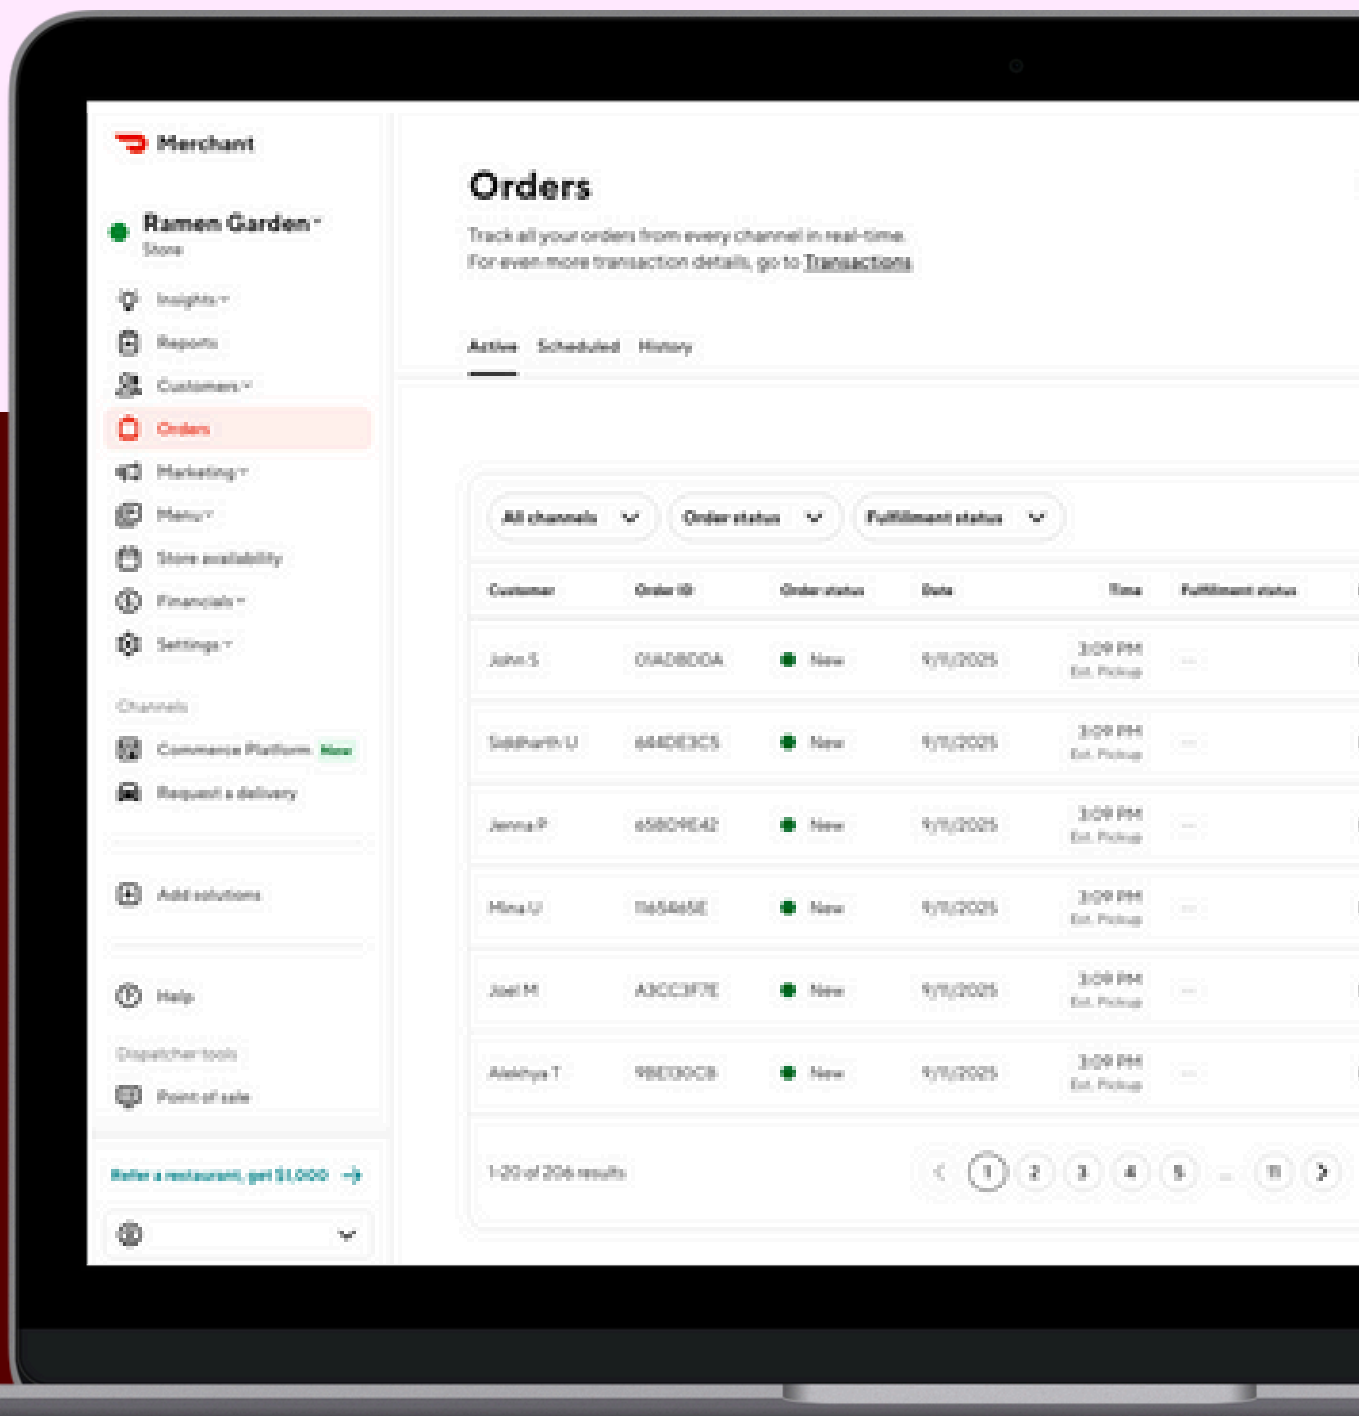 Merchant
Ramen Garden
Store
Insights
Reports
Customers
Orders
Marketing
Menu
Store availability
Financials
Settings
Channels
Commerce Platform New
Request a delivery
Add solutions
Help
Dispatcher tools
Point of sale
Refer a restaurant, get $1,000 →
Orders
Track all your orders from every channel in real-time.
For even more transaction details, go to Transactions
Active Scheduled History
All channels Order status Fulfillment status
Customer Order ID Order status Date Time Fulfillment status
John S New 9/11/2025 3:09 PM
Est. Pickup
Siddharth U 644DE3C5 New 9/11/2025 3:09 PM
Est. Pickup
Jenna P New 9/11/2025 3:09 PM
Est. Pickup
Mina U New 9/11/2025 3:09 PM
Est. Pickup
Joel M A3CC3F7E New 9/11/2025 3:09 PM
Est. Pickup
Alekhya T 9BE130CB New 9/11/2025 3:09 PM
Est. Pickup
1-20 of 206 results
1 2 3 4 5 ... 11